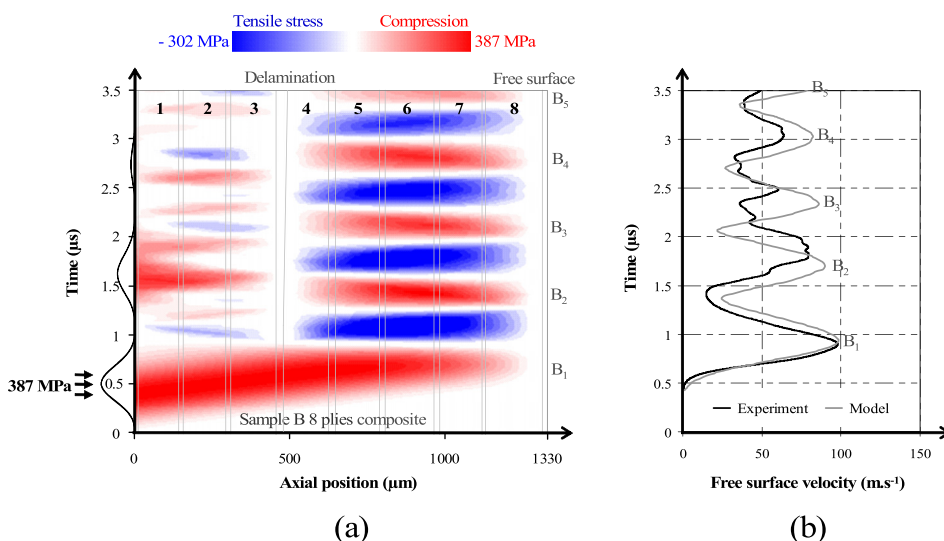 Tensile stress Compression
- 302 MPa 387 MPa
Delamination Free surface
3.5 1 2 3 4 5 6 7 8 B5
3
B4
2.5
B3
2
B2
1.5
1
B1
387 MPa 0.5
Sample B 8 plies composite
0
0 500 1000 1330
Time (µs)
Axial position (µm)
(a)
3.5 B5
3 B4
2.5
B3
2
B2
1.5
1 B1
0.5
Experiment Model
0
0 50 100 150
Time (µs)
Free surface velocity (m.s-1)
(b)